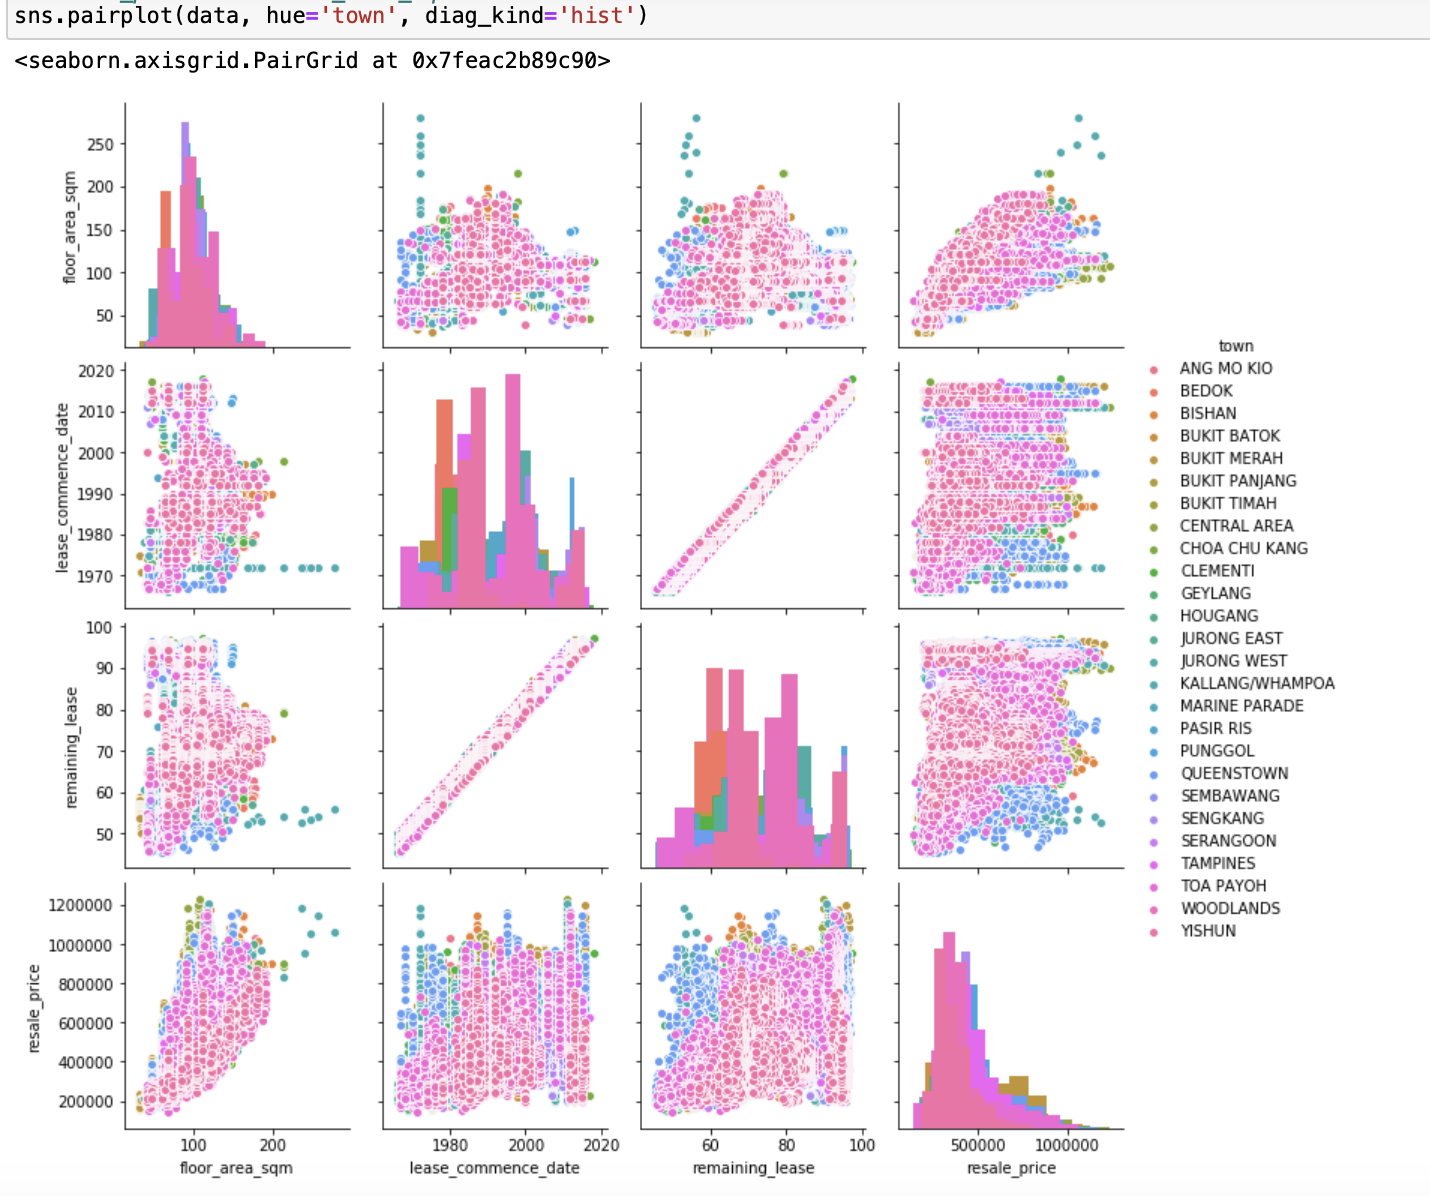 sns.pairplot(data, hue='town', diag_kind='hist')
<seaborn.axisgrid.PairGrid at 0x7feac2b89c90>
250
200
150
100
50
floor_area_sqm
2020
2010
2000
1990
1980
1970
lease_commence_date
100
90
80
70
60
50
remaining_lease
1200000
1000000
800000
600000
400000
200000
resale_price
100 200
floor_area_sqm
1980 2000 2020
lease_commence_date
60 80 100
remaining_lease
500000 1000000
resale_price
town
ANG MO KIO
BEDOK
BISHAN
BUKIT BATOK
BUKIT MERAH
BUKIT PANJANG
BUKIT TIMAH
CENTRAL AREA
CHOA CHU KANG
CLEMENTI
GEYLANG
HOUGANG
JURONG EAST
JURONG WEST
KALLANG/WHAMPOA
MARINE PARADE
PASIR RIS
PUNGGOL
QUEENSTOWN
SEMBAWANG
SENGKANG
SERANGOON
TAMPINES
TOA PAYOH
WOODLANDS
YISHUN